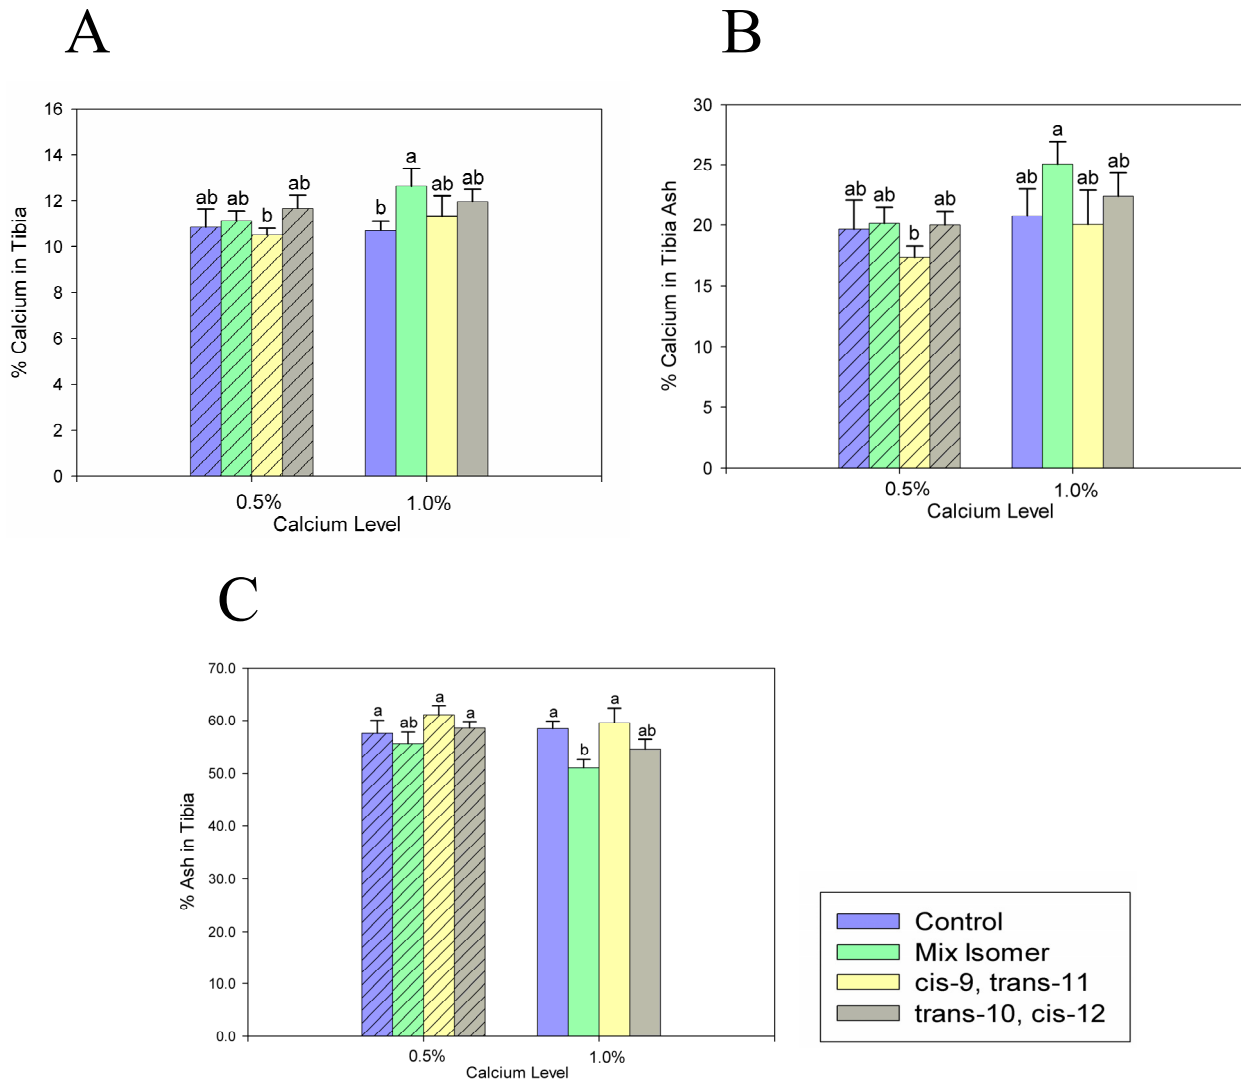 A
% Calcium in Tibia
16
14
12
10
8
6
4
2
0
ab
ab
b
ab
b
a
ab
ab
0.5%
1.0%
Calcium Level
B
% Calcium in Tibia Ash
30
25
20
15
10
5
0
ab
ab
b
ab
ab
a
ab
ab
0.5%
1.0%
Calcium Level
C
% Ash in Tibia
70.0
60.0
50.0
40.0
30.0
20.0
10.0
0.0
a
ab
a
a
a
b
a
ab
0.5%
1.0%
Calcium Level
Control
Mix Isomer
cis-9, trans-11
trans-10, cis-12